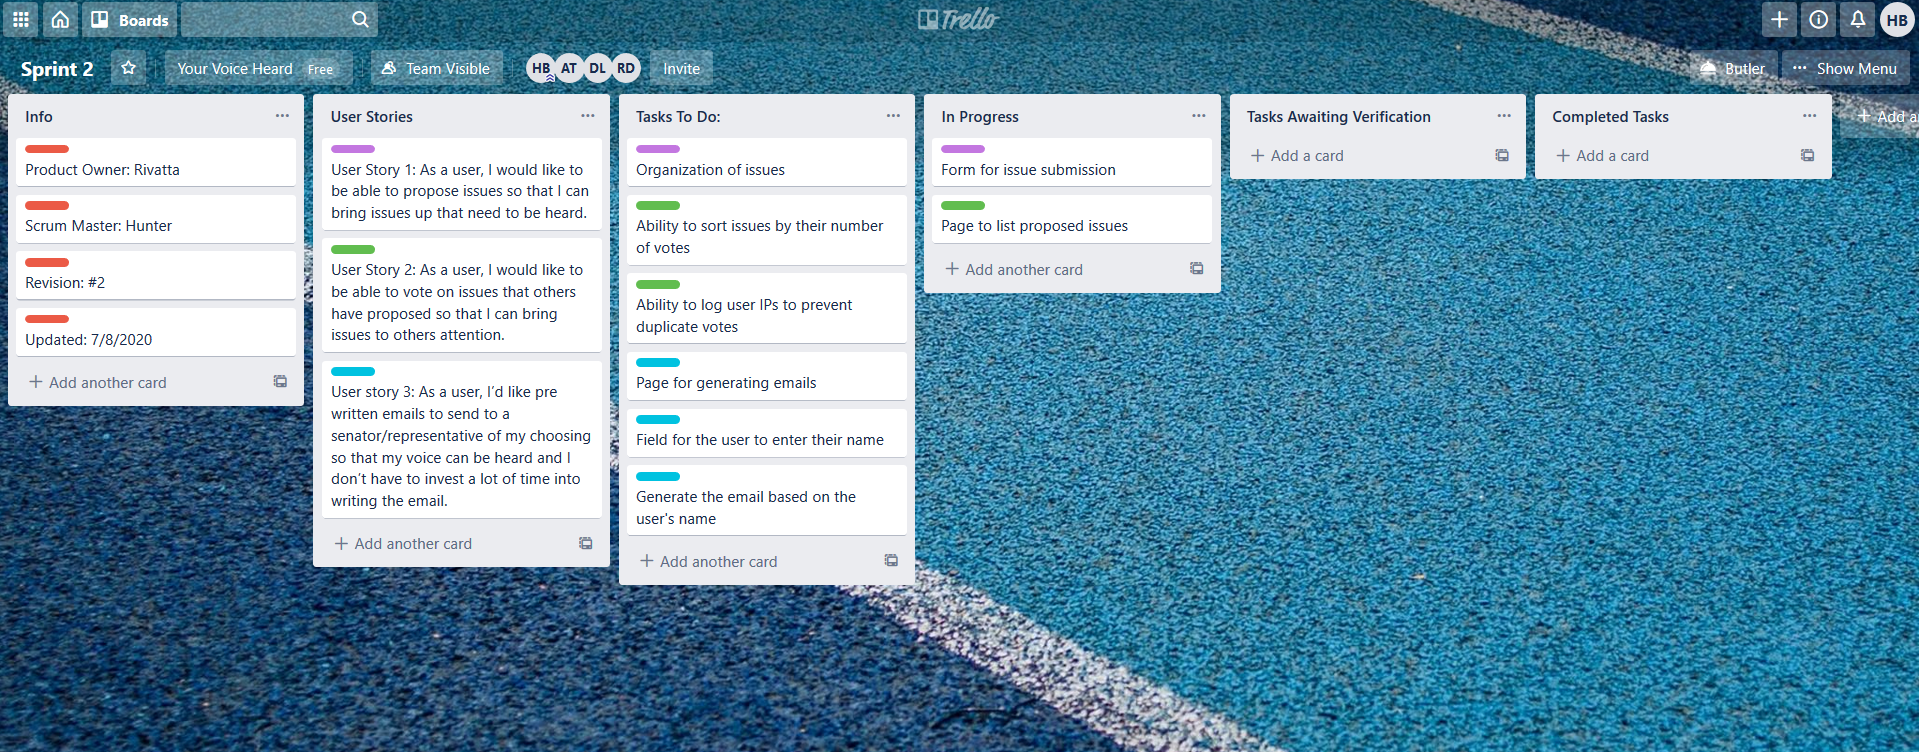 Boards
Trello
HB
Sprint 2
Your Voice Heard Free
Team Visible
HB AT DL RD
Invite
Butler
Show Menu
Info
Product Owner: Rivatta
Scrum Master: Hunter
Revision: #2
Updated: 7/8/2020
Add another card
User Stories
User Story 1: As a user, I would like to
be able to propose issues so that I can
bring issues up that need to be heard.
User Story 2: As a user, I would like to
be able to vote on issues that others
have proposed so that I can bring
issues to others attention.
User story 3: As a user, I’d like pre
written emails to send to a
senator/representative of my choosing
so that my voice can be heard and I
don’t have to invest a lot of time into
writing the email.
Add another card
Tasks To Do:
Organization of issues
Ability to sort issues by their number
of votes
Ability to log user IPs to prevent
duplicate votes
Page for generating emails
Field for the user to enter their name
Generate the email based on the
user's name
Add another card
In Progress
Form for issue submission
Page to list proposed issues
Add another card
Tasks Awaiting Verification
Add a card
Completed Tasks
Add a card
Add a